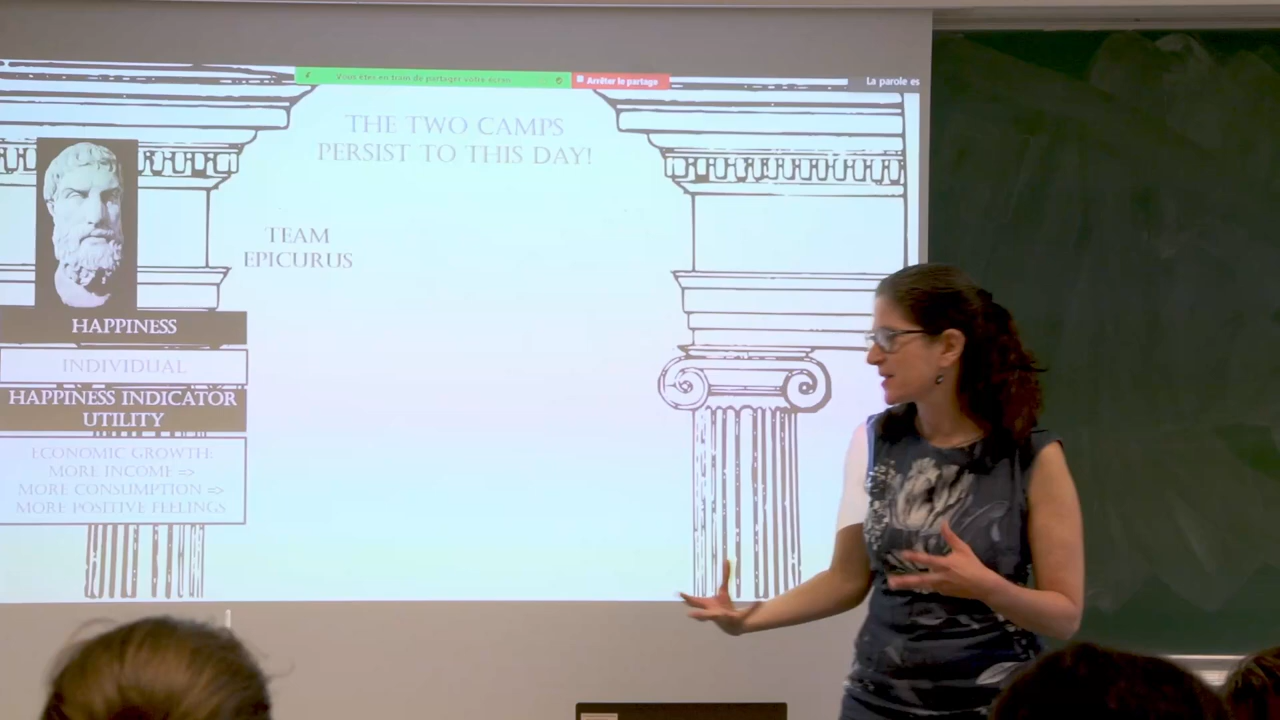 Vous êtes en train de partager votre écran
Arrêter le partage
La parole es
THE TWO CAMPS
PERSIST TO THIS DAY!
TEAM
EPICURUS
HAPPINESS
INDIVIDUAL
HAPPINESS INDICATOR
UTILITY
ECONOMIC GROWTH:
MORE INCOME =>
MORE CONSUMPTION =>
MORE POSITIVE FEELINGS